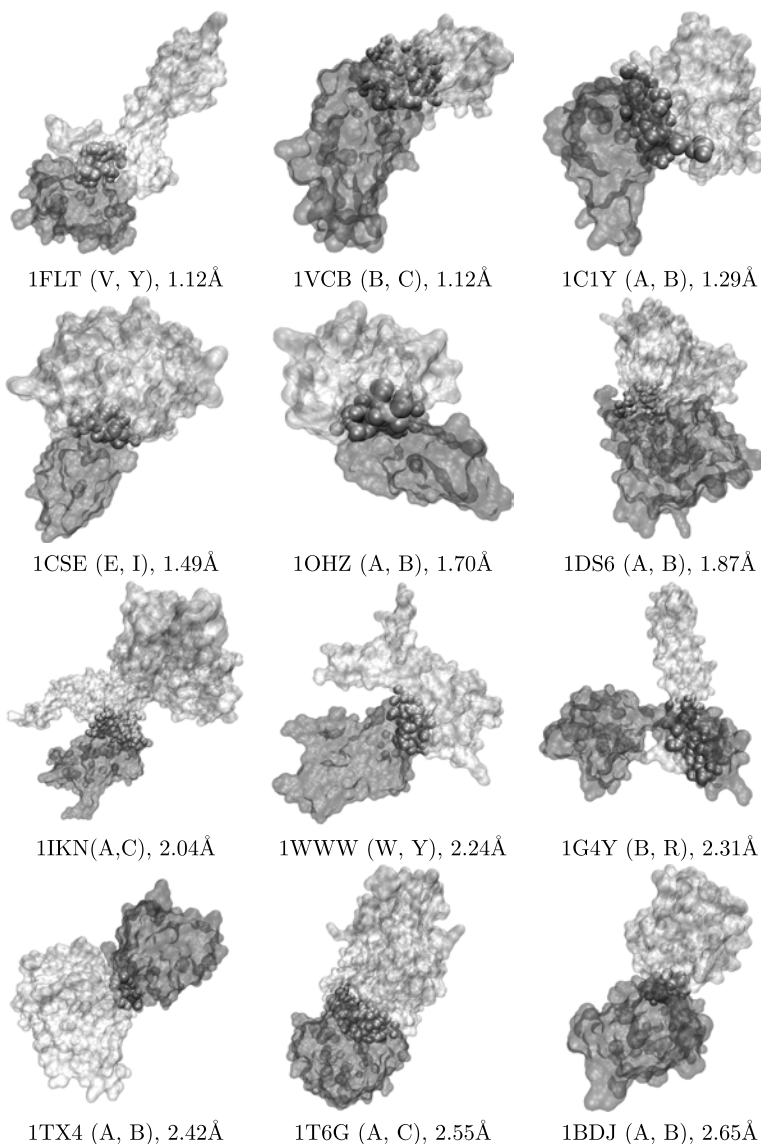 1FLT (V, Y), 1.12Å
1VCB (B, C), 1.12Å
1C1Y (A, B), 1.29Å
1CSE (E, I), 1.49Å
1OHZ (A, B), 1.70Å
1DS6 (A, B), 1.87Å
1IKN(A,C), 2.04Å
1WWW (W, Y), 2.24Å
1G4Y (B, R), 2.31Å
1TX4 (A, B), 2.42Å
1T6G (A, C), 2.55Å
1BDJ (A, B), 2.65Å